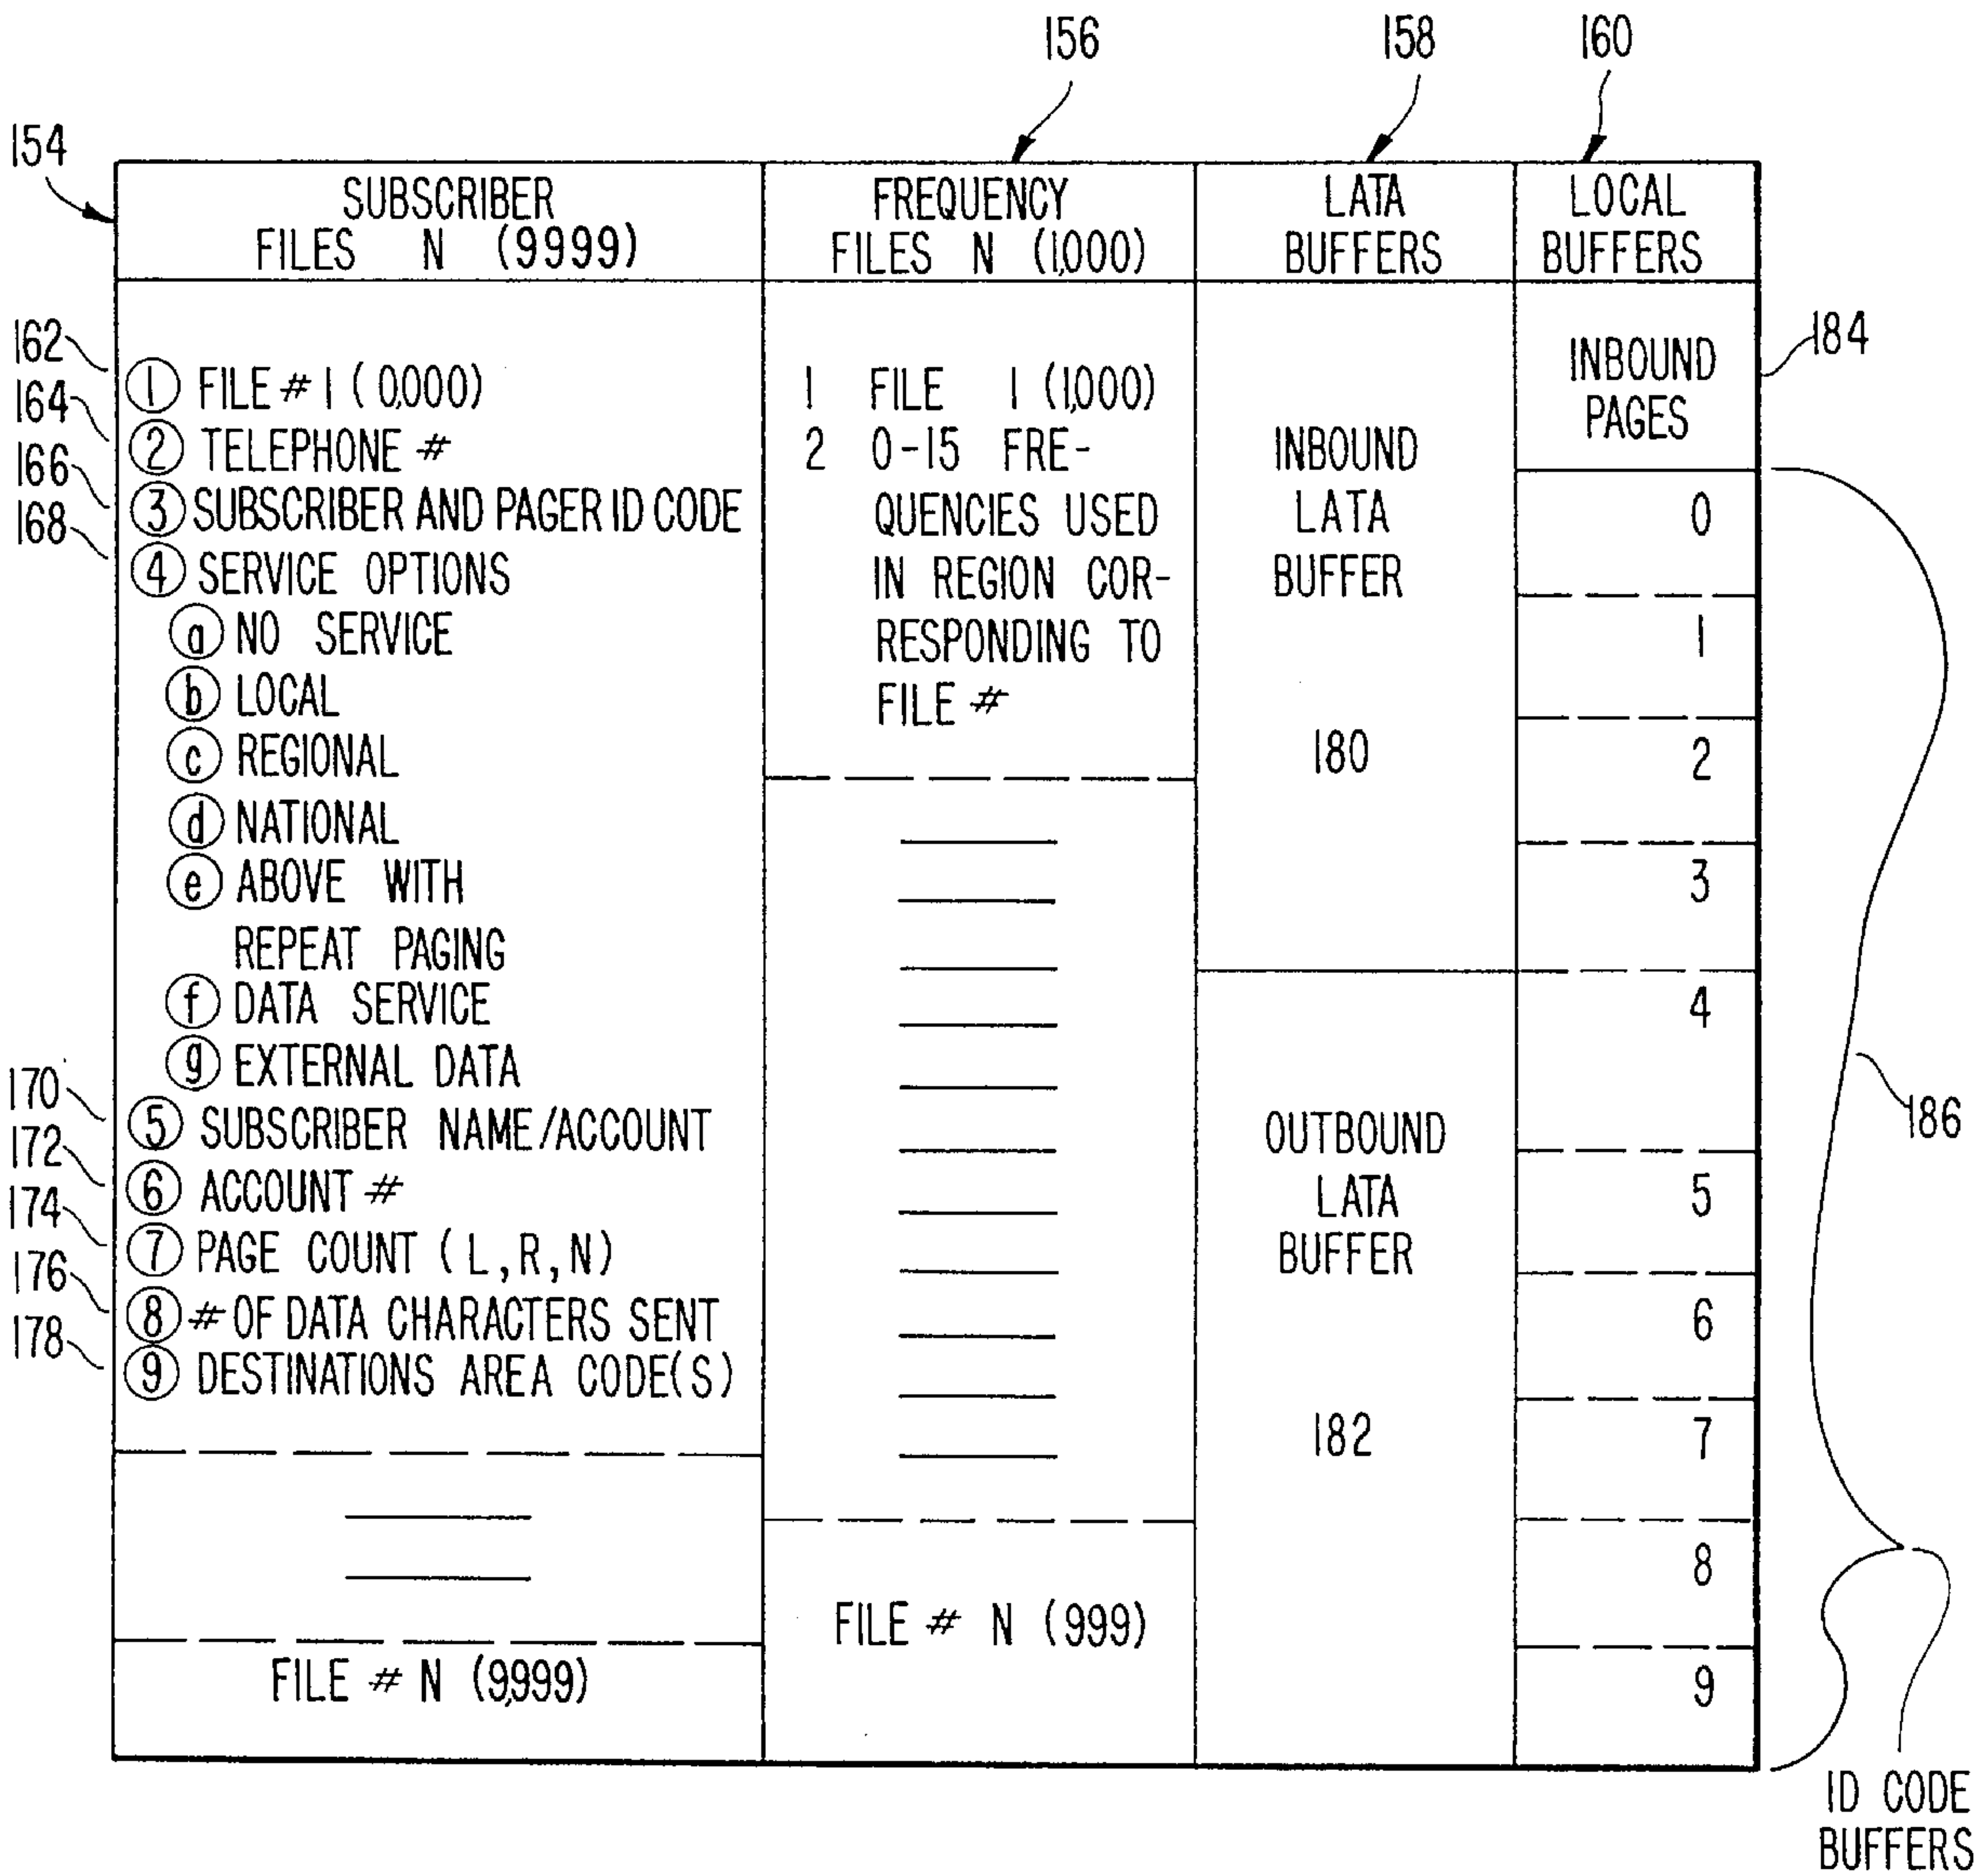 156
158
160
154
SUBSCRIBER
FILES N (9999)
FREQUENCY
FILES N (1,000)
LATA
BUFFERS
LOCAL
BUFFERS
162
164
166
168
① FILE # 1 (0,000)
② TELEPHONE #
③ SUBSCRIBER AND PAGER ID CODE
④ SERVICE OPTIONS
ⓐ NO SERVICE
ⓑ LOCAL
ⓒ REGIONAL
ⓓ NATIONAL
ⓔ ABOVE WITH
REPEAT PAGING
ⓕ DATA SERVICE
ⓖ EXTERNAL DATA
170
172
174
176
178
⑤ SUBSCRIBER NAME/ACCOUNT
⑥ ACCOUNT #
⑦ PAGE COUNT (L,R,N)
⑧ # OF DATA CHARACTERS SENT
⑨ DESTINATIONS AREA CODE(S)
FILE # N (9,999)
1 FILE 1 (1,000)
2 0-15 FRE-
QUENCIES USED
IN REGION COR-
RESPONDING TO
FILE #
FILE # N (999)
INBOUND
LATA
BUFFER
180
OUTBOUND
LATA
BUFFER
182
INBOUND
PAGES
184
0
1
2
3
4
5
6
7
8
9
186
ID CODE
BUFFERS